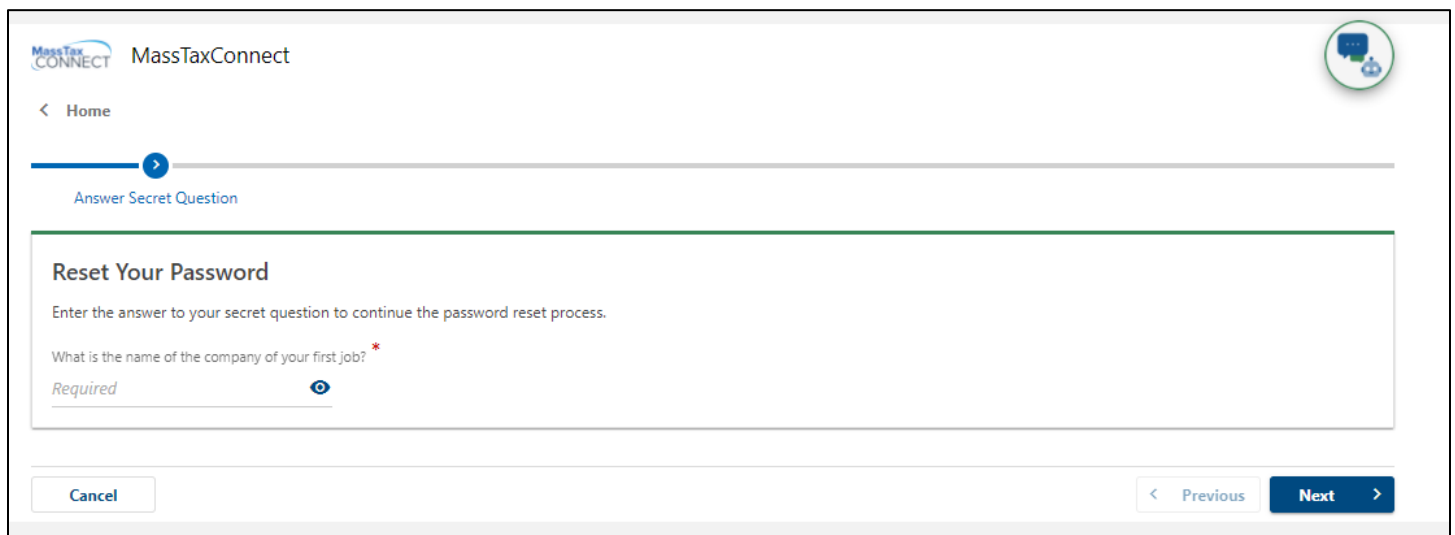 MassTax
CONNECT
MassTaxConnect
Home
Answer Secret Question
Reset Your Password
Enter the answer to your secret question to continue the password reset process.
What is the name of the company of your first job? *
Required
Cancel
Previous
Next